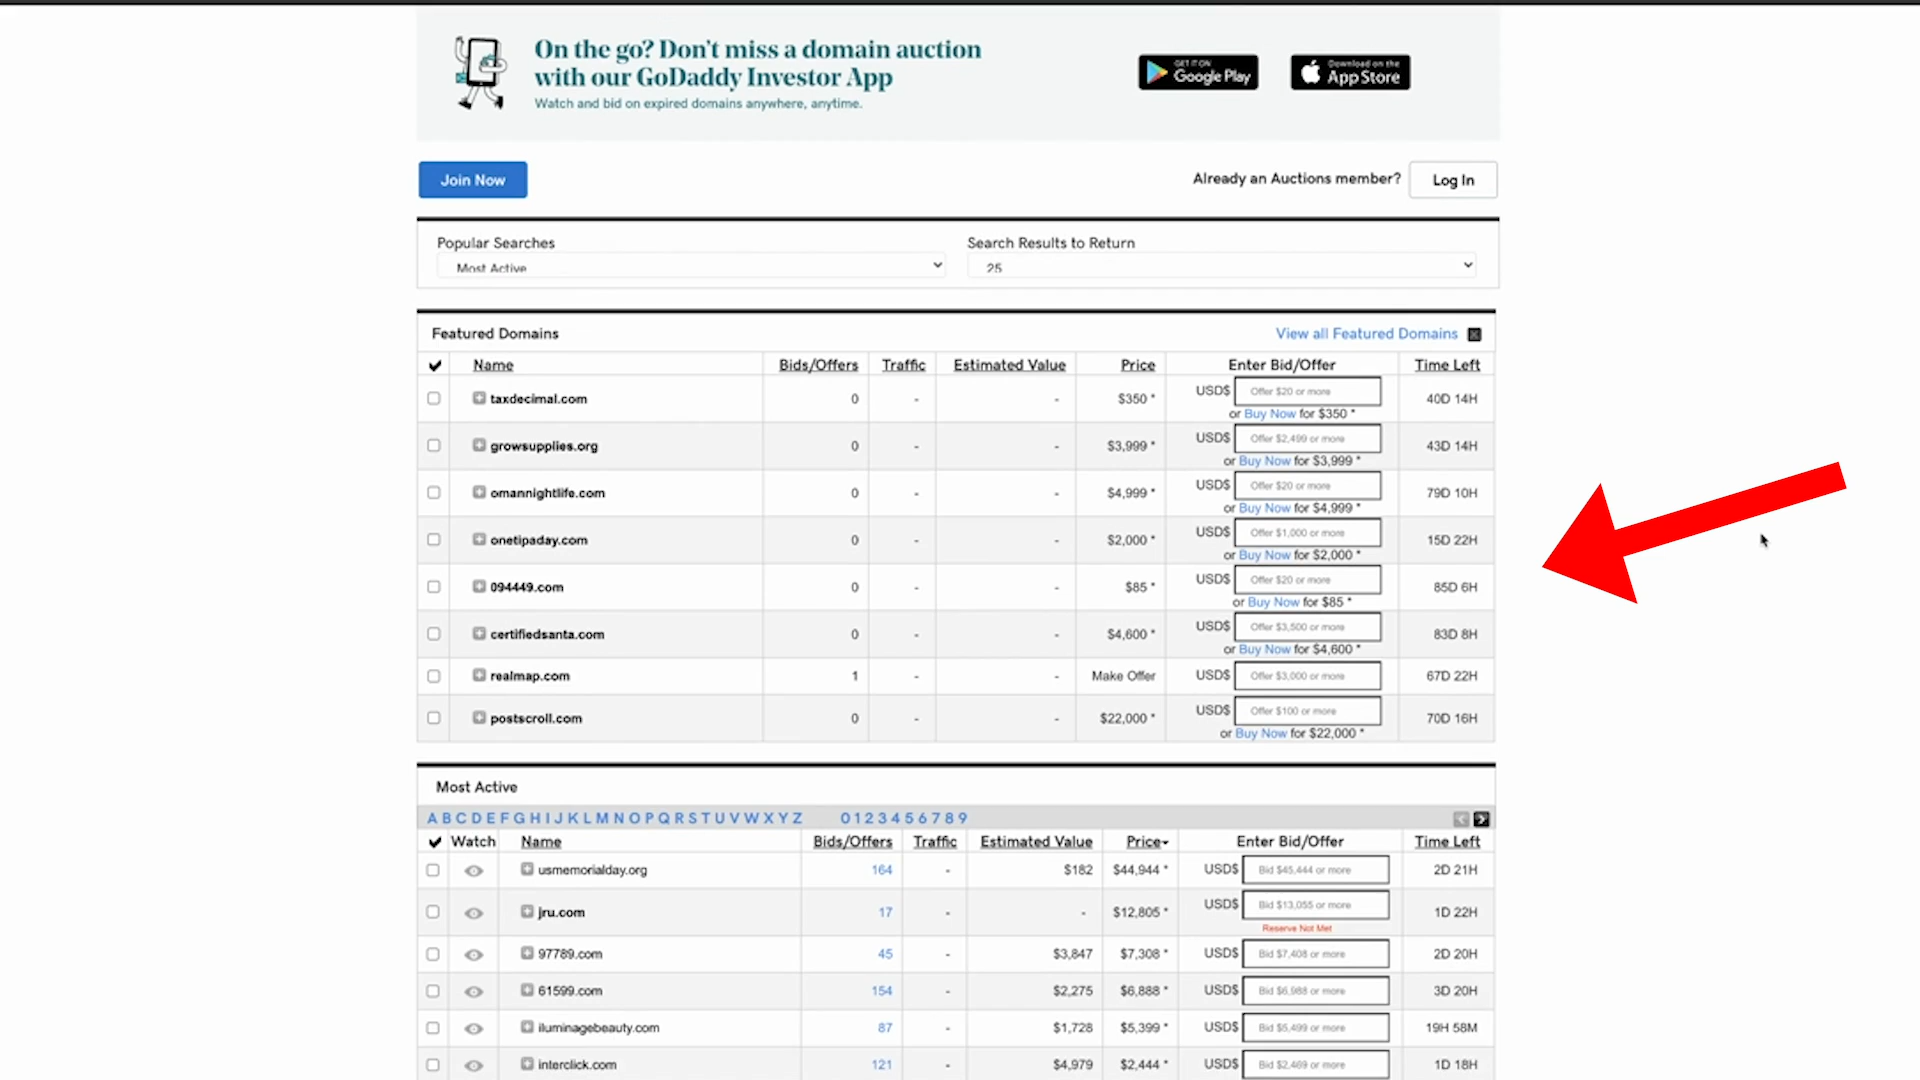 On the go? Don't miss a domain auction
with our GoDaddy Investor App
Watch and bid on expired domains anywhere, anytime.
GET IT ON
Google Play
Download on the
App Store
Join Now
Already an Auctions member? Log In
Popular Searches
Most Active
Search Results to Return
25
Featured Domains View all Featured Domains
Name Bids/Offers Traffic Estimated Value Price Enter Bid/Offer Time Left
taxdecimal.com 0 - - $350 * USD$ Offer $20 or more 40D 14H
or Buy Now for $350 *
growsupplies.org 0 - - $3,999 * USD$ Offer $2,499 or more 43D 14H
or Buy Now for $3,999 *
omannightlife.com 0 - - $4,999 * USD$ Offer $20 or more 79D 10H
or Buy Now for $4,999 *
onetipaday.com 0 - - $2,000 * USD$ Offer $1,000 or more 15D 22H
or Buy Now for $2,000 *
094449.com 0 - - $85 * USD$ Offer $20 or more 85D 6H
or Buy Now for $85 *
certifiedsanta.com 0 - - $4,600 * USD$ Offer $3,500 or more 83D 8H
or Buy Now for $4,600 *
realmap.com 1 - - Make Offer USD$ Offer $3,000 or more 67D 22H
postscroll.com 0 - - $22,000 * USD$ Offer $100 or more 70D 16H
or Buy Now for $22,000 *
Most Active
A B C D E F G H I J K L M N O P Q R S T U V W X Y Z 0 1 2 3 4 5 6 7 8 9
Watch Name Bids/Offers Traffic Estimated Value Price Enter Bid/Offer Time Left
usmemorialday.org 164 - $182 $44,944 * USD$ Bid $45,444 or more 2D 21H
jru.com 17 - - $12,805 * USD$ Bid $13,055 or more 1D 22H
Reserve Not Met
97789.com 45 - $3,847 $7,308 * USD$ Bid $7,408 or more 2D 20H
61599.com 154 - $2,275 $6,888 * USD$ Bid $6,988 or more 3D 20H
iluminagebeauty.com 87 - $1,728 $5,399 * USD$ Bid $5,499 or more 19H 58M
interclick.com 121 - $4,979 $2,444 * USD$ Bid $2,469 or more 1D 18H